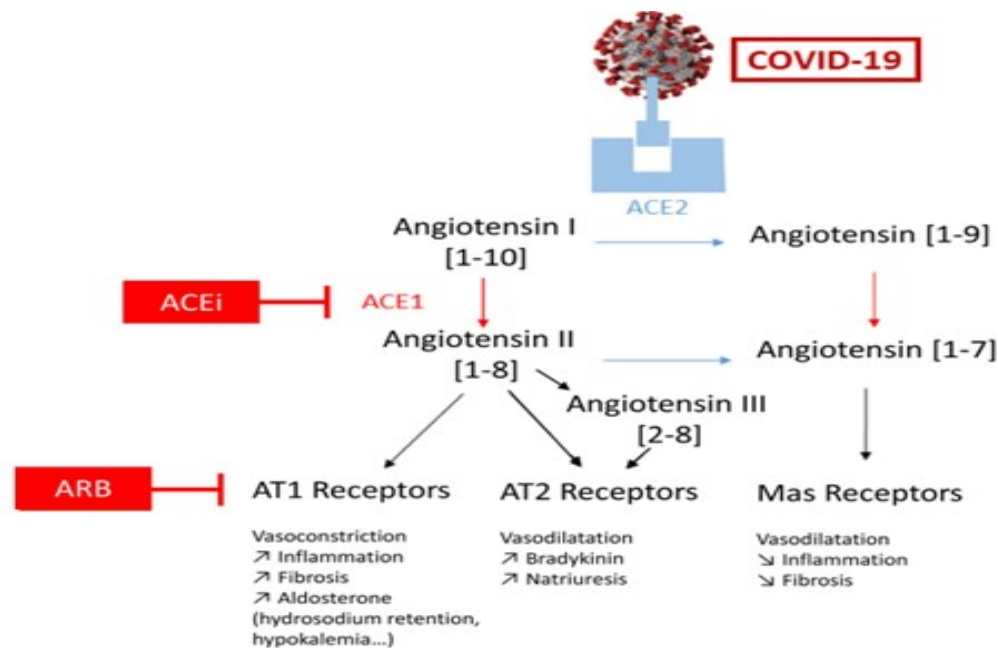 COVID-19
ACE2
Angiotensin I
[1-10]
Angiotensin [1-9]
ACEi
ACE1
Angiotensin II
[1-8]
Angiotensin [1-7]
Angiotensin III
[2-8]
ARB
AT1 Receptors
AT2 Receptors
Mas Receptors
Vasoconstriction
↗ Inflammation
↗ Fibrosis
↗ Aldosterone
(hydrosodium retention,
hypokalemia...)
Vasodilatation
↗ Bradykinin
↗ Natriuresis
Vasodilatation
↘ Inflammation
↘ Fibrosis